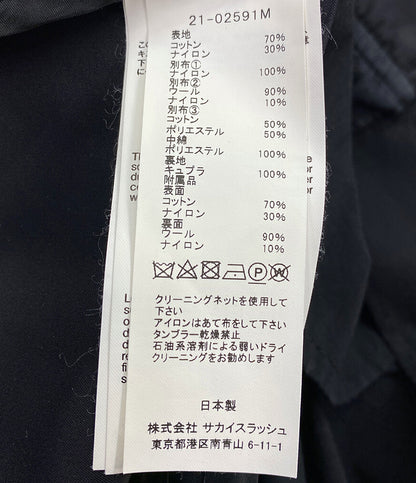 21-02591M
表地
コットン 70%
ナイロン 30%
別布①
ナイロン 100%
別布②
ウール 90%
ナイロン 10%
別布③
コットン 50%
ポリエステル 50%
中綿
ポリエステル 100%
裏地
キュプラ 100%
附属品
表面
コットン 70%
ナイロン 30%
裏面
ウール 90%
ナイロン 10%
P W
クリーニングネットを使用して
下さい
アイロンはあて布をして下さい
タンブラー乾燥禁止
石油系溶剤による弱いドライ
クリーニングをお勧めします
日本製
株式会社 サカイスラッシュ
東京都港区南青山 6-11-1